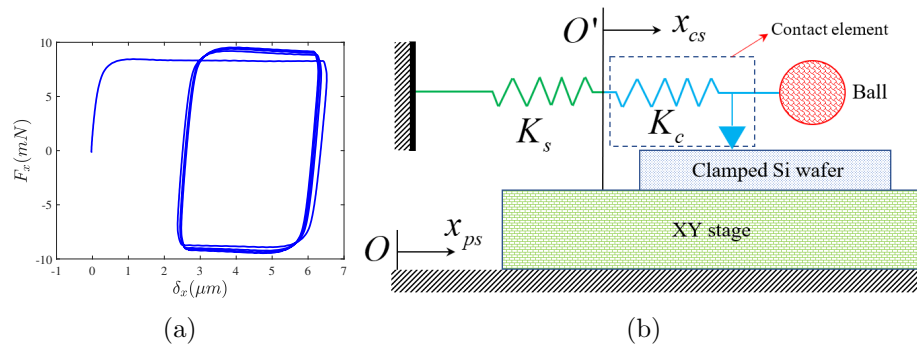 10
5
0
-5
-10
F_x(mN)
-1 0 1 2 3 4 5 6 7
δ_x(μm)
(a)
O'
x_cs
Contact element
K_s
K_c
Ball
Clamped Si wafer
XY stage
O
x_ps
(b)